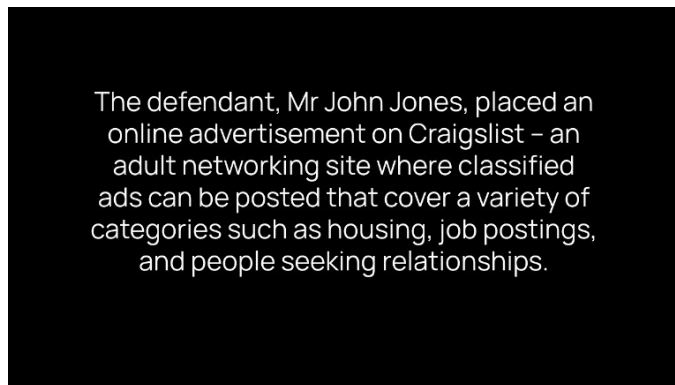 The defendant, Mr John Jones, placed an
online advertisement on Craigslist – an
adult networking site where classified
ads can be posted that cover a variety of
categories such as housing, job postings,
and people seeking relationships.